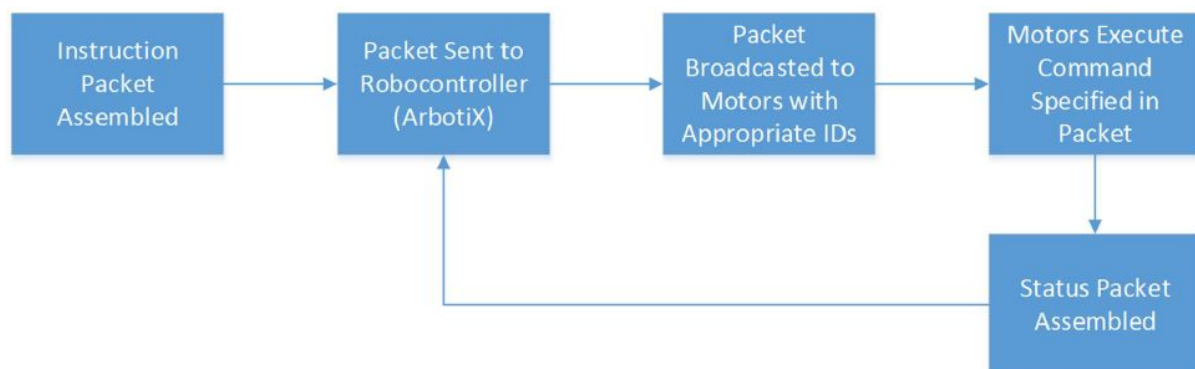 Instruction
Packet
Assembled
Packet Sent to
Robocontroller
(ArbotiX)
Packet
Broadcasted to
Motors with
Appropriate IDs
Motors Execute
Command
Specified in
Packet
Status Packet
Assembled